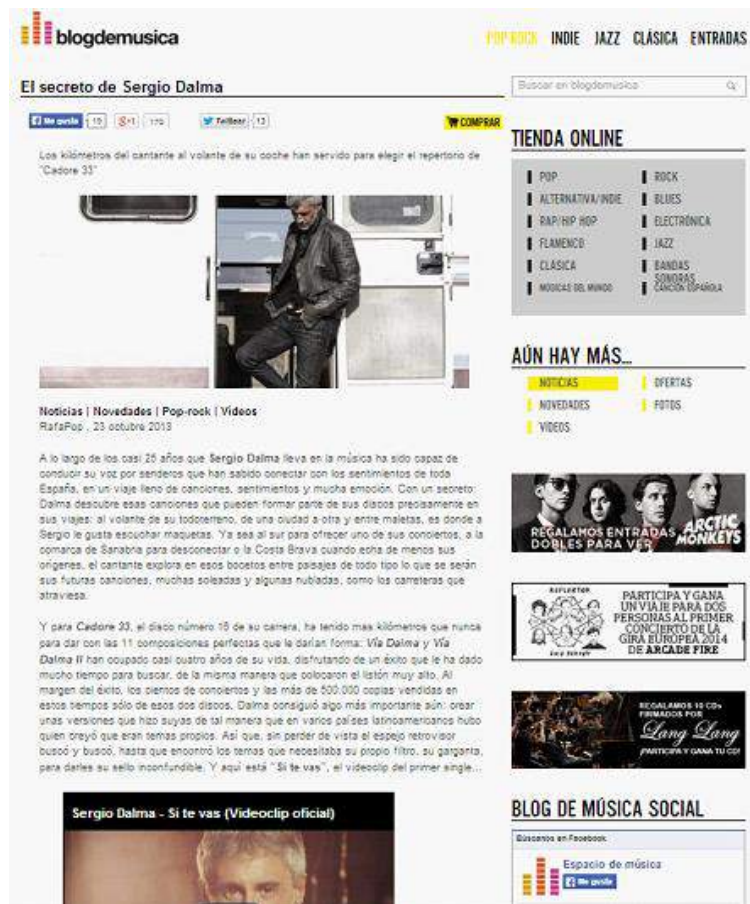 blogdemusica
POP-ROCK INDIE JAZZ CLÁSICA ENTRADAS
El secreto de Sergio Dalma
Me gusta 19
+1 170
Twittear 13
COMPRAR
Los kilómetros del cantante al volante de su coche han servido para elegir el repertorio de
"Cadore 33"
Noticias | Novedades | Pop-rock | Videos
RafaPop , 23 octubre 2013
A lo largo de los casi 25 años que Sergio Dalma lleva en la música ha sido capaz de
conducir su voz por senderos que han sabido conectar con los sentimientos de toda
España, en un viaje lleno de canciones, sentimientos y mucha emoción. Con un secreto:
Dalma descubre esas canciones que pueden formar parte de sus discos precisamente en
sus viajes: al volante de su todoterreno, de una ciudad a otra y entre maletas, es donde a
Sergio le gusta escuchar maquetas. Ya sea al sur para ofrecer uno de sus conciertos, a la
comarca de Sanabria para desconectar o la Costa Brava cuando echa de menos sus
orígenes, el cantante explora en esos bocetos entre paisajes de todo tipo lo que se serán
sus futuras canciones, muchas soleadas y algunas nubladas, como los carreteras que
atraviesa.
Y para Cadore 33, el disco número 16 de su carrera, ha tenido mas kilómetros que nunca
para dar con las 11 composiciones perfectas que le darían forma: Vía Dalma y Vía
Dalma II han ocupado casi cuatro años de su vida, disfrutando de un éxito que le ha dado
mucho tiempo para buscar, de la misma manera que colocaron el listón muy alto. Al
margen del éxito, los cientos de conciertos y las más de 500.000 copias vendidas en
estos tiempos sólo de esos dos discos, Dalma consiguió algo más importante aún: crear
unas versiones que hizo suyas de tal manera que en varios países latinoamericanos hubo
quien creyó que eran temas propios. Así que, sin perder de vista el espejo retrovisor
buscó y buscó, hasta que encontró los temas que necesitaba su propio filtro, su garganta,
para darles su sello inconfundible. Y aquí está "Si te vas", el videoclip del primer single...
Sergio Dalma - Si te vas (Videoclip oficial)
Buscar en blogdemusica
TIENDA ONLINE
POP ROCK
ALTERNATIVA/INDIE BLUES
RAP/HIP HOP ELECTRÓNICA
FLAMENCO JAZZ
CLÁSICA BANDAS
SONORAS
MÚSICAS DEL MUNDO CANCIÓN ESPAÑOLA
AÚN HAY MÁS...
NOTICIAS OFERTAS
NOVEDADES FOTOS
VÍDEOS
REGALAMOS ENTRADAS
DOBLES PARA VER
ARCTIC
MONKEYS
REFLEKTOR
PARTICIPA Y GANA
UN VIAJE PARA DOS
PERSONAS AL PRIMER
CONCIERTO DE LA
GIRA EUROPEA 2014
DE ARCADE FIRE
REGALAMOS 10 CDs
FIRMADOS POR
Lang Lang
¡PARTICIPA Y GANA TU CD!
BLOG DE MÚSICA SOCIAL
Búscanos en Facebook
Espacio de música
Me gusta